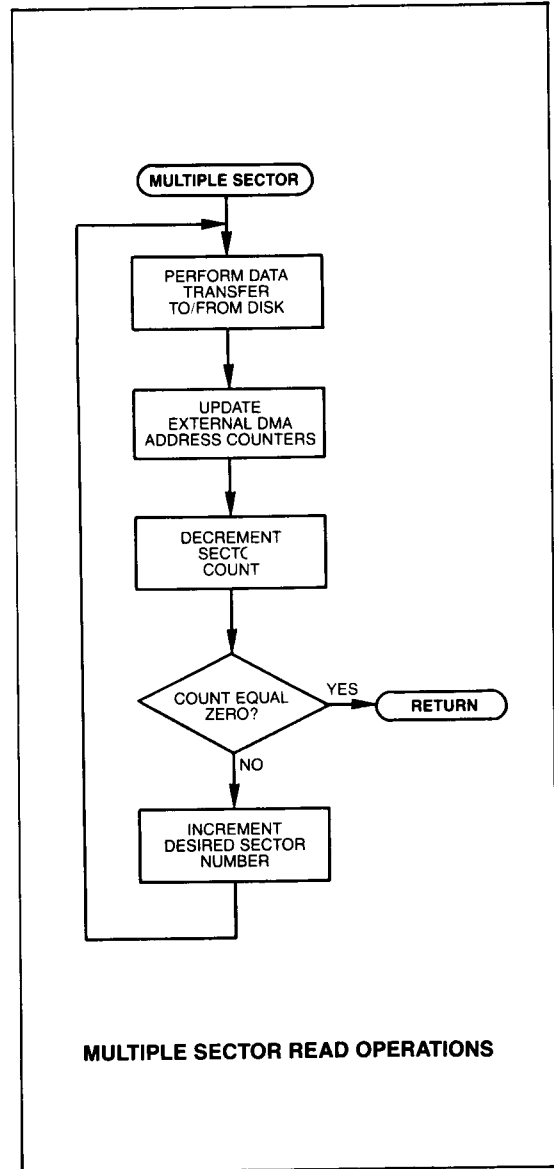 MULTIPLE SECTOR
PERFORM DATA
TRANSFER
TO/FROM DISK
UPDATE
EXTERNAL DMA
ADDRESS COUNTERS
DECREMENT
SECTC
COUNT
COUNT EQUAL
ZERO?
YES
RETURN
NO
INCREMENT
DESIRED SECTOR
NUMBER
MULTIPLE SECTOR READ OPERATIONS